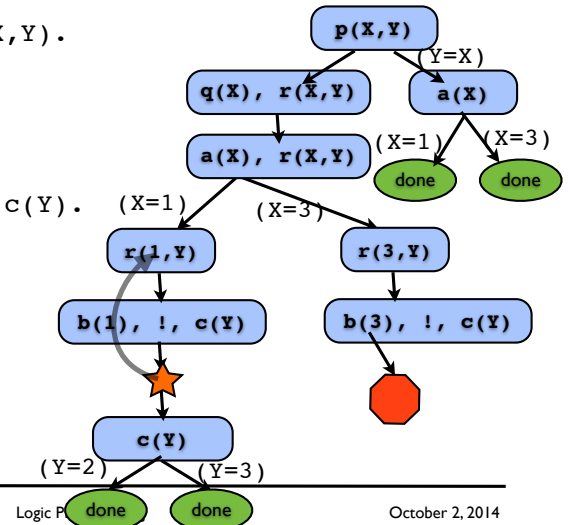 p(X,Y)
X,Y).
(Y=X)
q(X), r(X,Y)
a(X)
(X=1)
(X=3)
a(X), r(X,Y)
done
done
c(Y).
(X=1)
(X=3)
r(1,Y)
r(3,Y)
b(1), !, c(Y)
b(3), !, c(Y)
c(Y)
(Y=2)
(Y=3)
Logic P
done
done
October 2, 2014